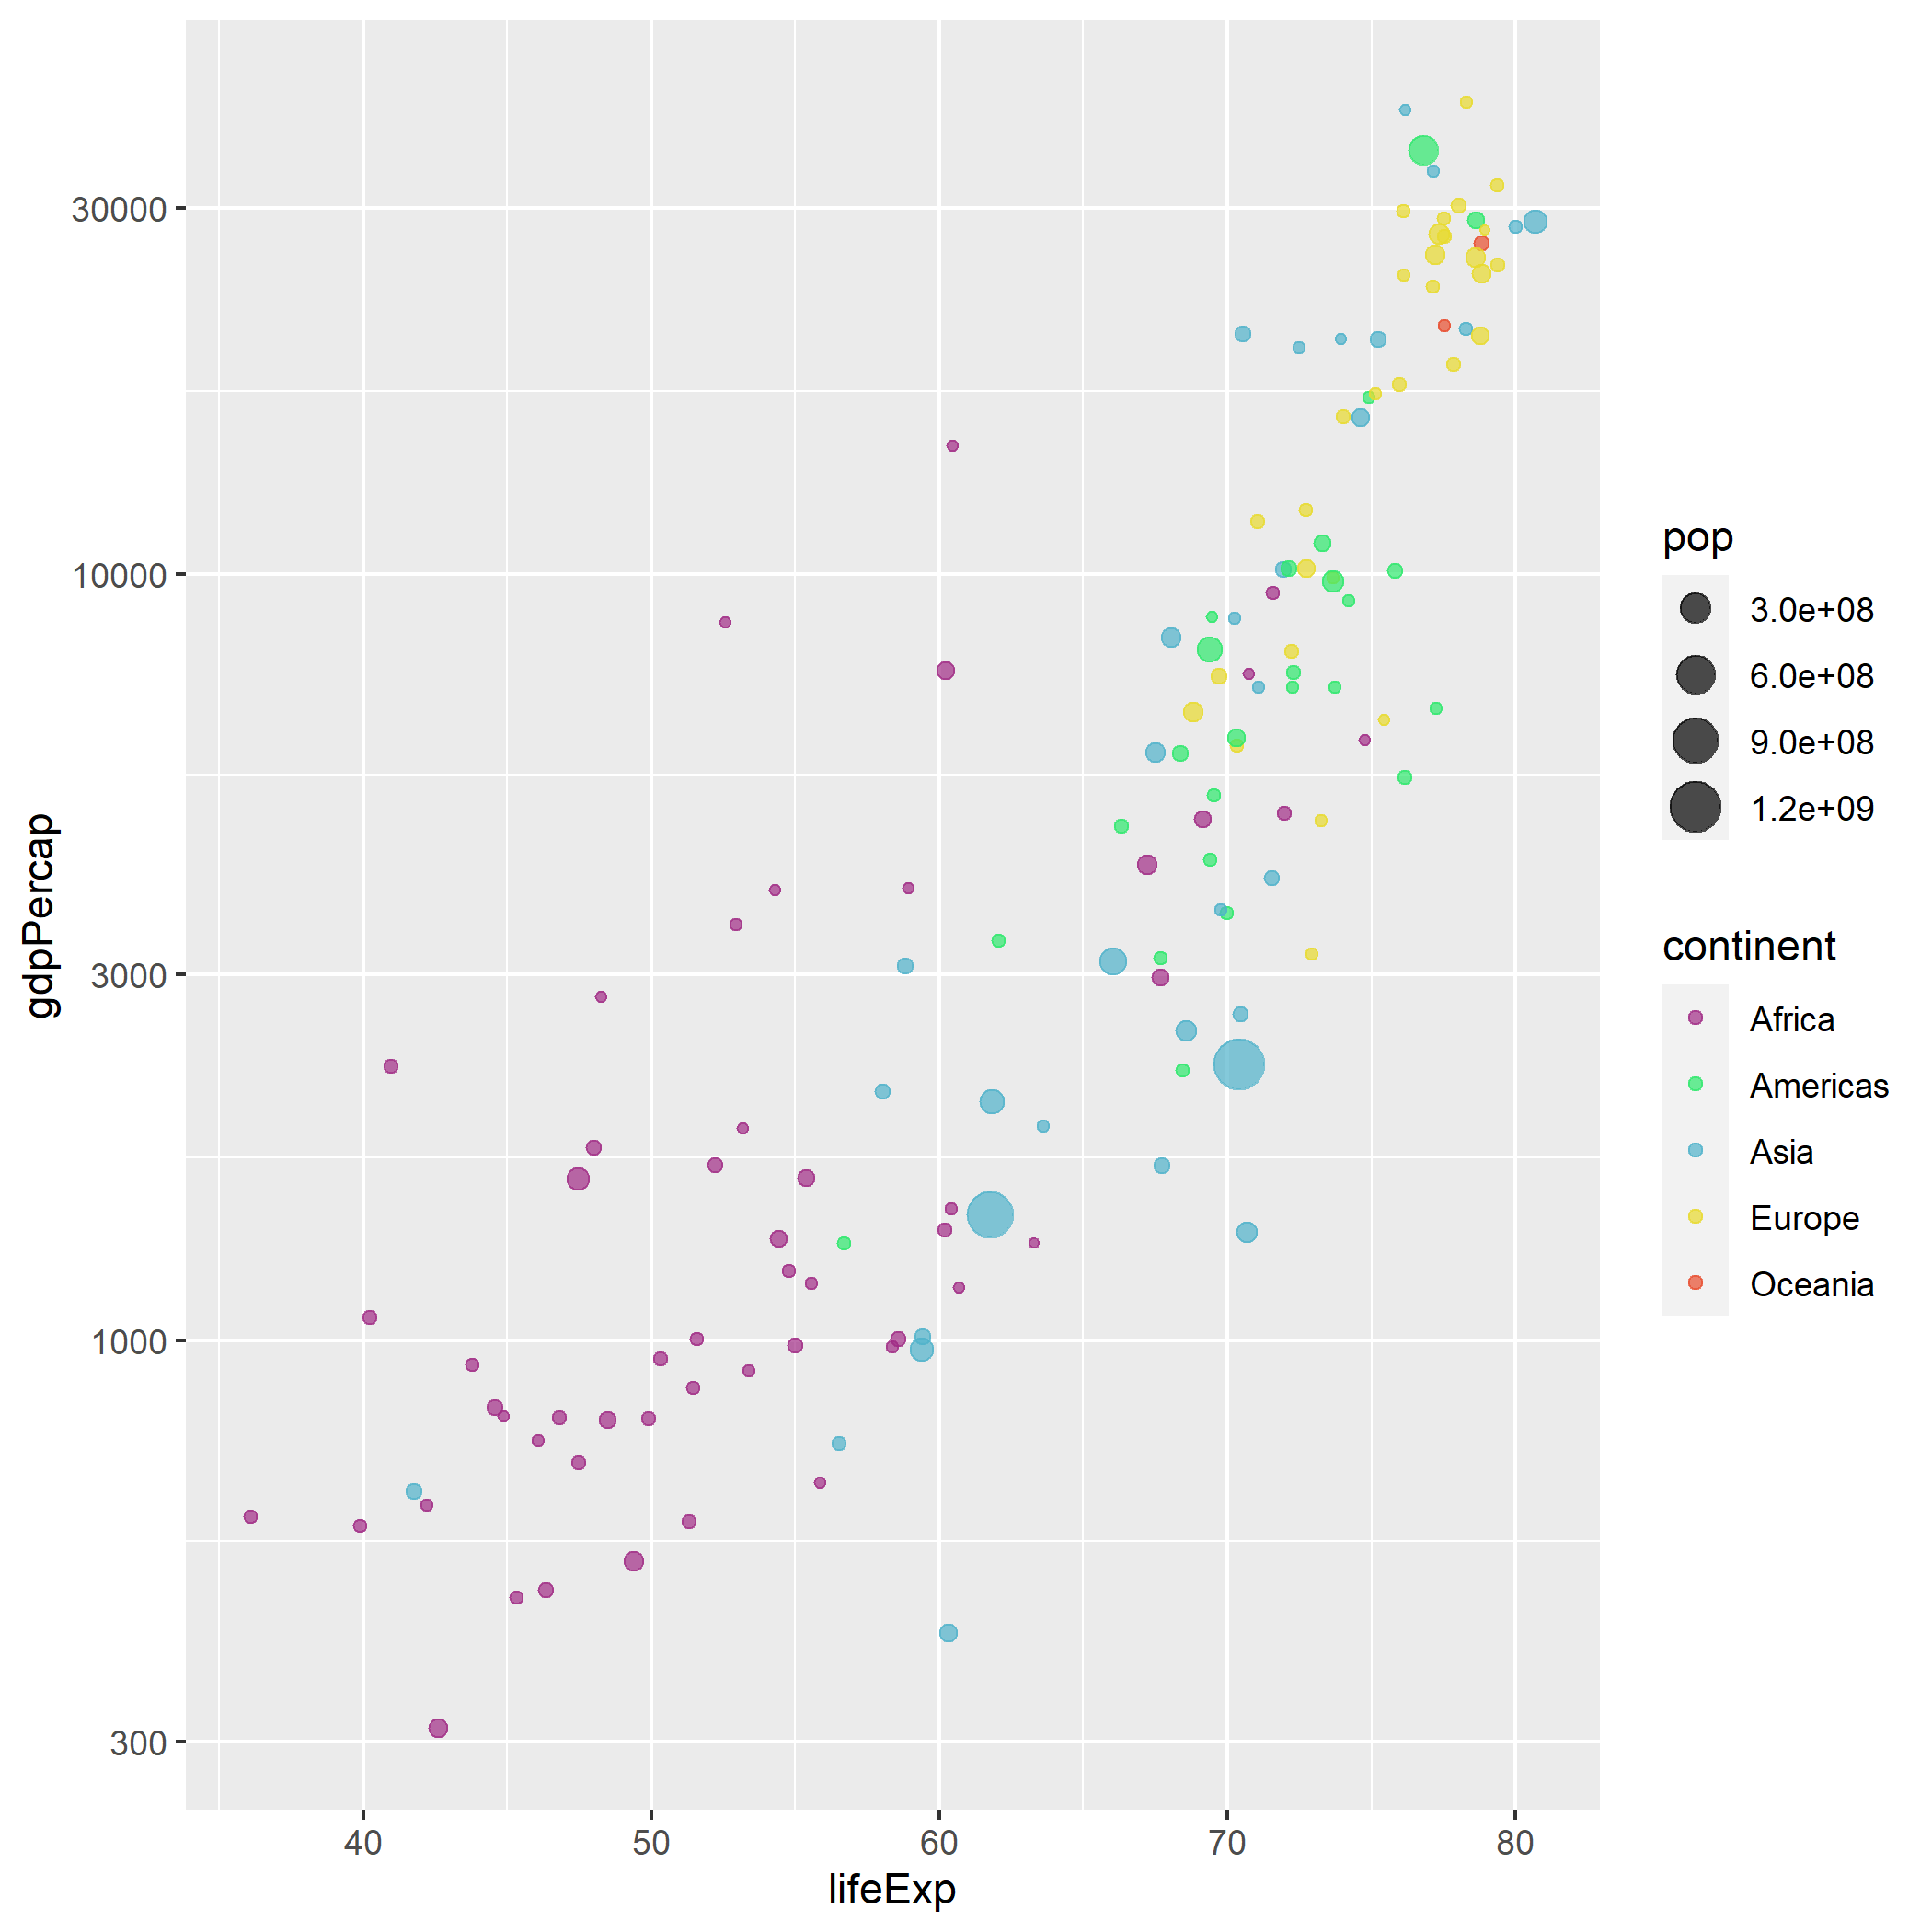 30000
10000
3000
1000
300
gdpPercap
40 50 60 70 80
lifeExp
pop
3.0e+08
6.0e+08
9.0e+08
1.2e+09
continent
Africa
Americas
Asia
Europe
Oceania